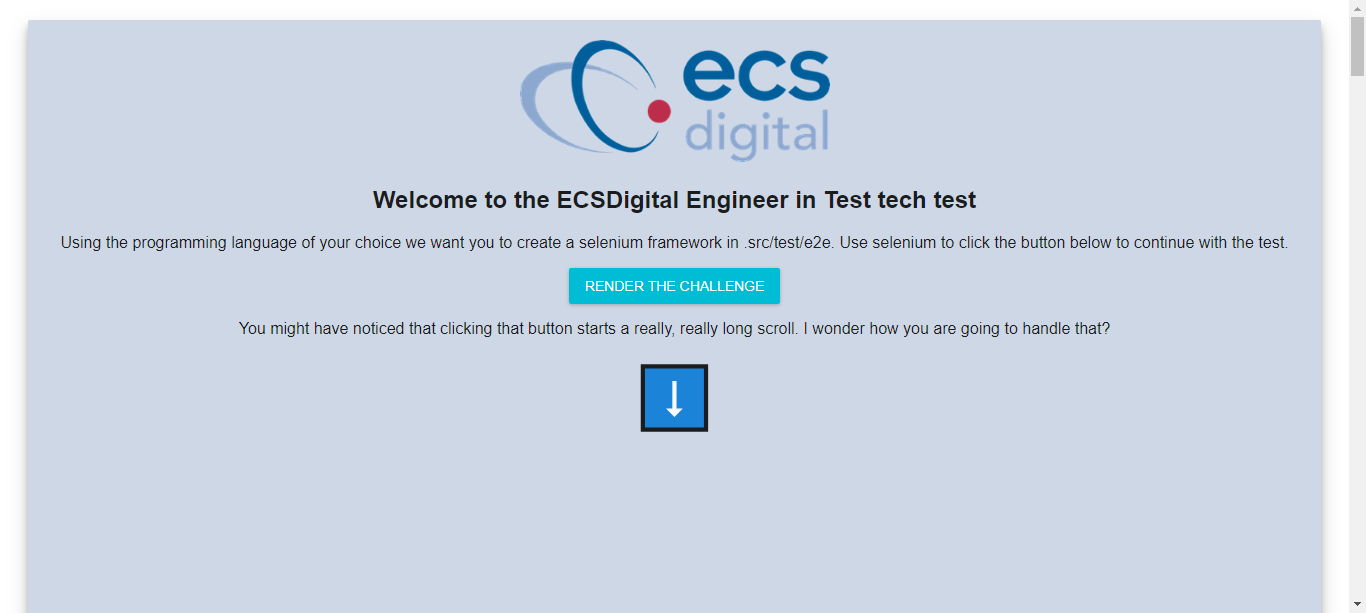 ecs
digital
Welcome to the ECSDigital Engineer in Test tech test
Using the programming language of your choice we want you to create a selenium framework in .src/test/e2e. Use selenium to click the button below to continue with the test.
RENDER THE CHALLENGE
You might have noticed that clicking that button starts a really, really long scroll. I wonder how you are going to handle that?